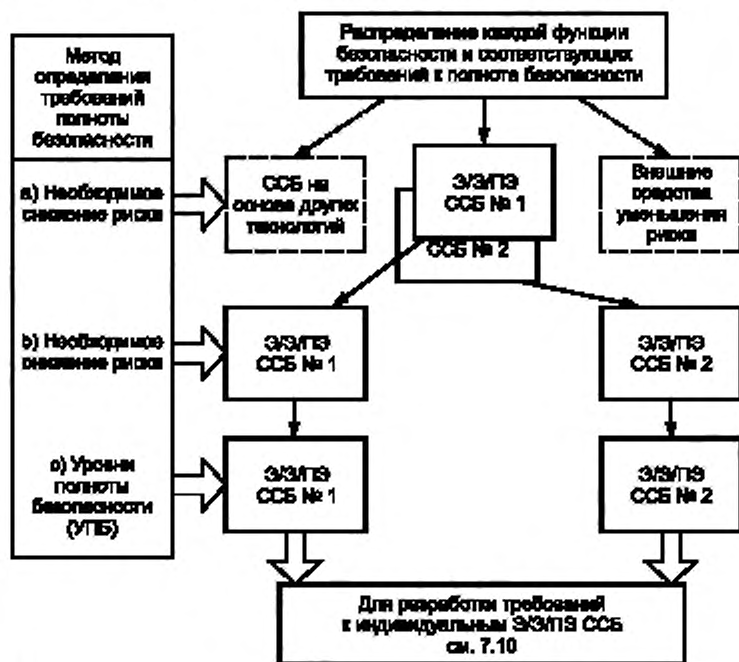 Распределение каждой функции
безопасности и соответствующих
требований к полноте безопасности
Метод
определения
требований
полноты
безопасности
a) Необходимое
снижение риска
ССБ на
основе других
технологий
Э/Э/ПЭ
ССБ № 1
ССБ № 2
Внешние
средства
уменьшения
риска
b) Необходимое
снижение риска
Э/Э/ПЭ
ССБ № 1
Э/Э/ПЭ
ССБ № 2
c) Уровни
полноты
безопасности
(УПБ)
Э/Э/ПЭ
ССБ № 1
Э/Э/ПЭ
ССБ № 2
Для разработки требований
к индивидуальным Э/Э/ПЭ ССБ
см. 7.10